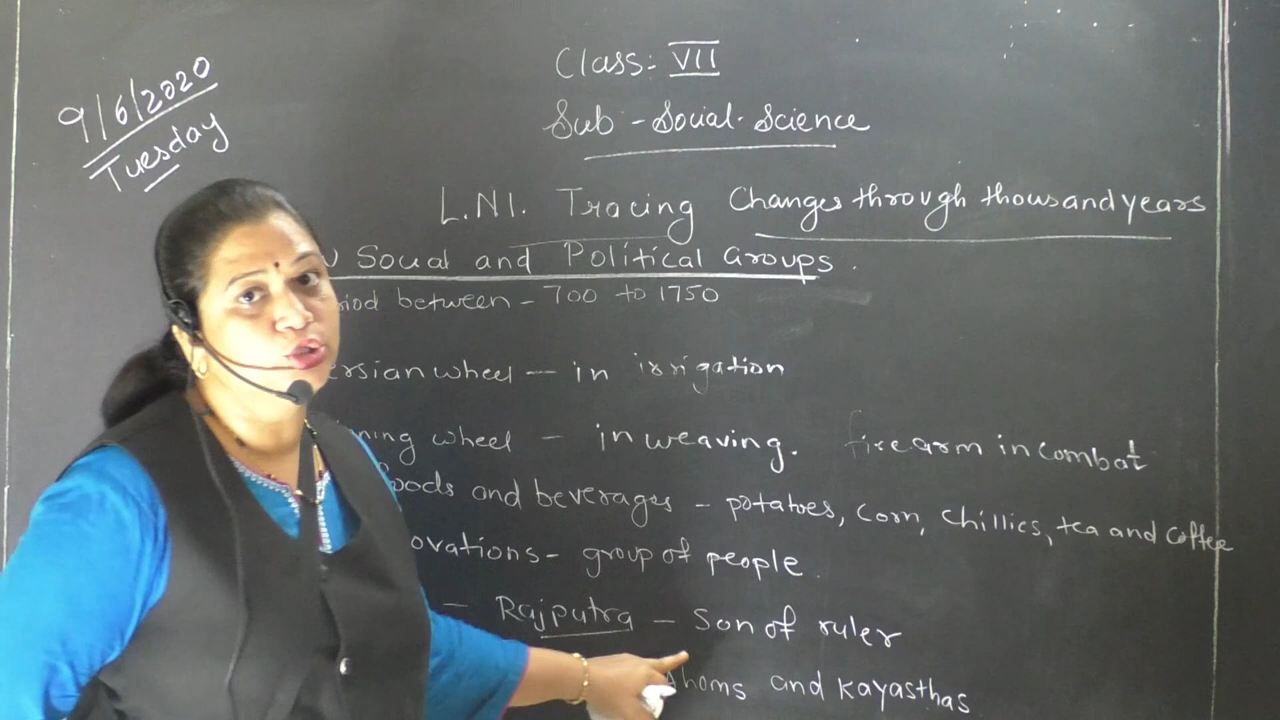 9/6/2020
Tuesday
Class: VII
Sub - Social Science
L.N1. Tracing Changes through thousand years
Social and Political Groups.
between - 700 to 1750
wheel - in irrigation
wheel - in weaving. firearm in combat
and beverages - potatoes, Corn, Chillies, tea and coffee
- group of people.
- Rajputra - Son of ruler
Ahoms and Kayasthas